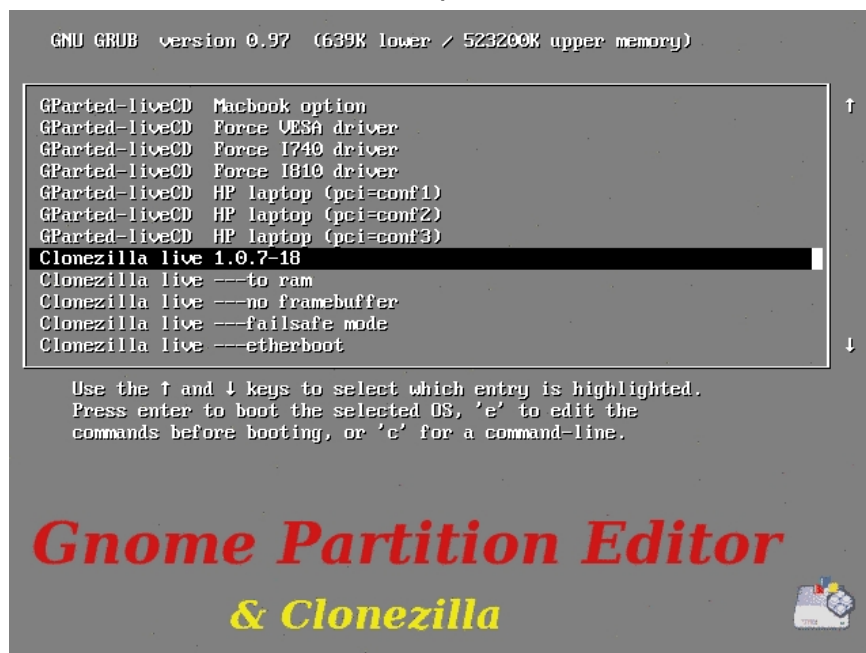 GNU GRUB version 0.97 (639K lower / 523200K upper memory)
GParted-liveCD Macbook option
↑
GParted-liveCD Force VESA driver
GParted-liveCD Force I740 driver
GParted-liveCD Force I810 driver
GParted-liveCD HP laptop (pci=conf1)
GParted-liveCD HP laptop (pci=conf2)
GParted-liveCD HP laptop (pci=conf3)
Clonezilla live 1.0.7-18
Clonezilla live ---to ram
Clonezilla live ---no framebuffer
Clonezilla live ---failsafe mode
Clonezilla live ---etherboot
↓
Use the ↑ and ↓ keys to select which entry is highlighted.
Press enter to boot the selected OS, 'e' to edit the
commands before booting, or 'c' for a command-line.
Gnome Partition Editor
& Clonezilla